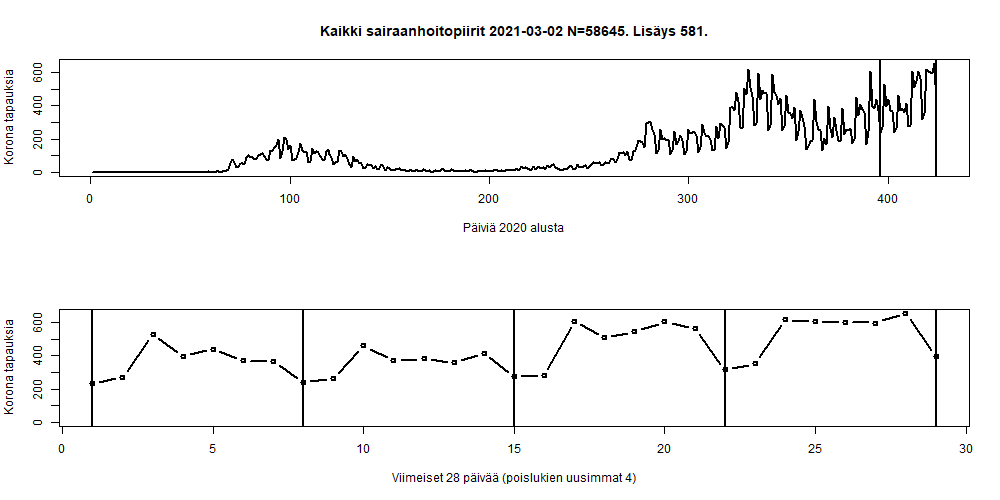 Kaikki sairaanhoitopiirit 2021-03-02 N=58645. Lisäys 581.
Korona tapauksia
600
400
200
0
0 100 200 300 400
Päiviä 2020 alusta
Korona tapauksia
600
400
200
0
0 5 10 15 20 25 30
Viimeiset 28 päivää (poislukien uusimmat 4)